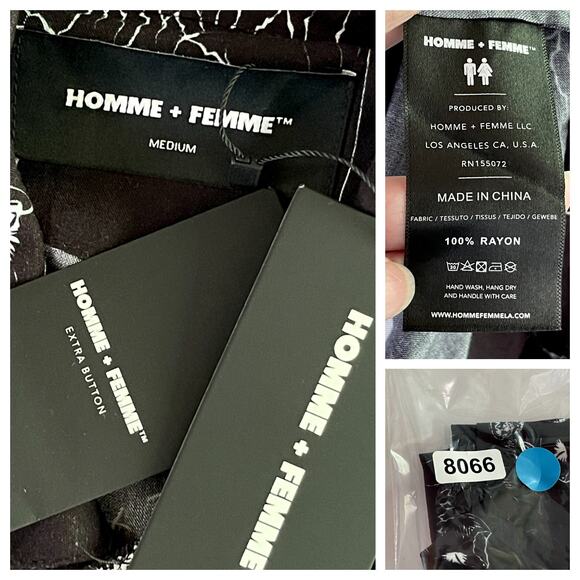 HOMME + FEMME™
MEDIUM
HOMME + FEMME™
EXTRA BUTTON
HOMME + FEMME
HOMME + FEMME™
PRODUCED BY:
HOMME + FEMME LLC
LOS ANGELES CA, U.S.A.
RN155072
MADE IN CHINA
FABRIC / TESSUTO / TISSUS / TEJIDO / GEWEBE
100% RAYON
HAND WASH, HANG DRY
AND HANDLE WITH CARE
WWW.HOMMEFEMMELA.COM
8066